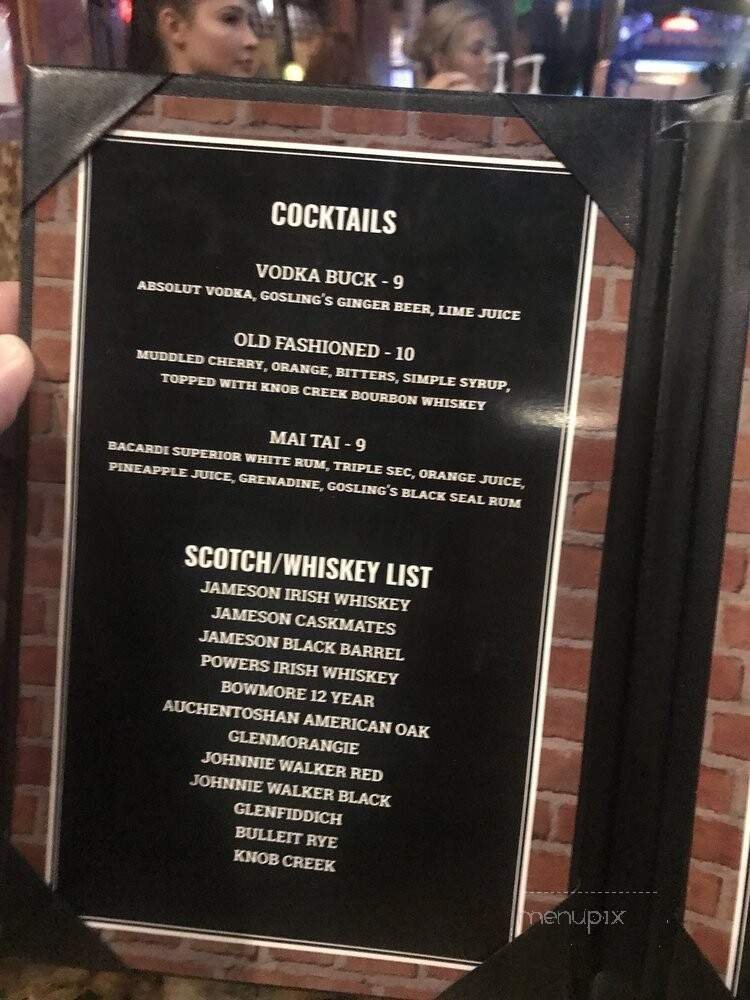 COCKTAILS
VODKA BUCK - 9
ABSOLUT VODKA, GOSLING'S GINGER BEER, LIME JUICE
OLD FASHIONED - 10
MUDDLED CHERRY, ORANGE, BITTERS, SIMPLE SYRUP,
TOPPED WITH KNOB CREEK BOURBON WHISKEY
MAI TAI - 9
BACARDI SUPERIOR WHITE RUM, TRIPLE SEC, ORANGE JUICE,
PINEAPPLE JUICE, GRENADINE, GOSLING'S BLACK SEAL RUM
SCOTCH/WHISKEY LIST
JAMESON IRISH WHISKEY
JAMESON CASKMATES
JAMESON BLACK BARREL
POWERS IRISH WHISKEY
BOWMORE 12 YEAR
AUCHENTOSHAN AMERICAN OAK
GLENMORANGIE
JOHNNIE WALKER RED
JOHNNIE WALKER BLACK
GLENFIDDICH
BULLEIT RYE
KNOB CREEK
menupix